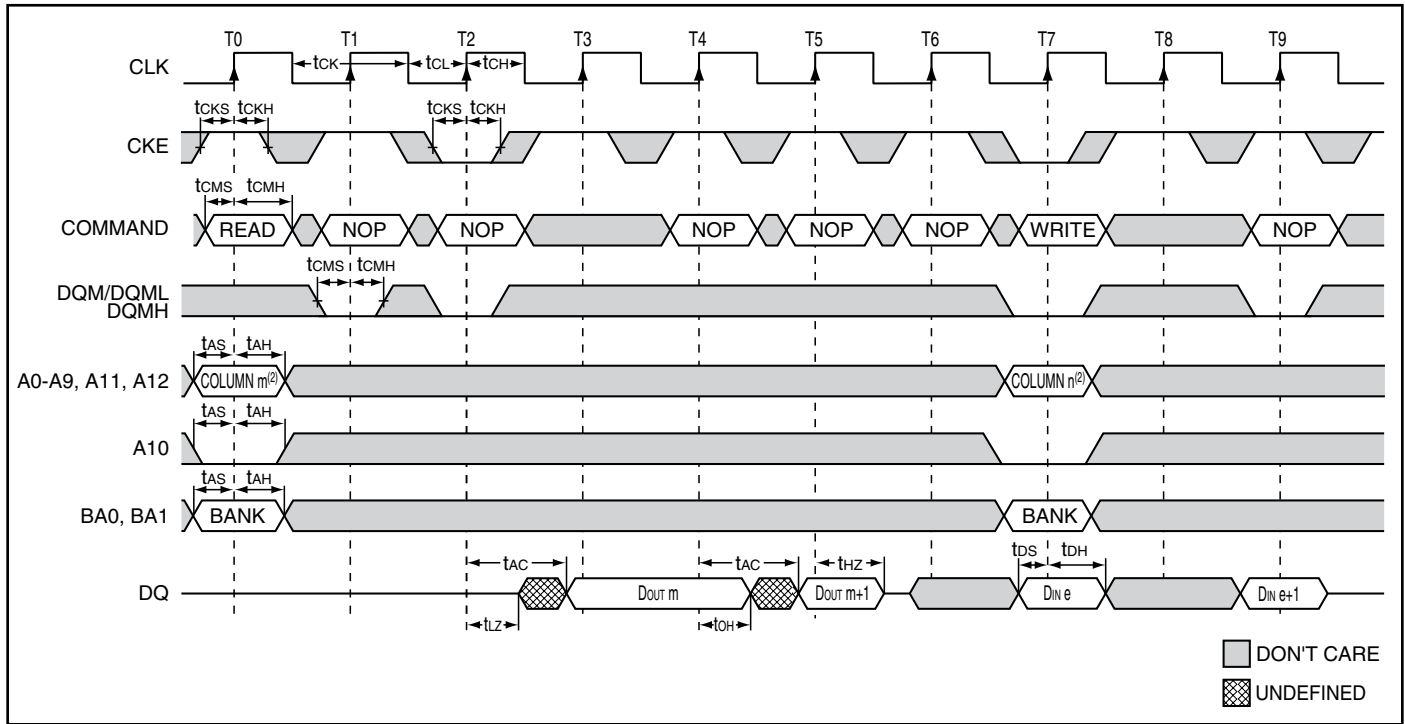 T0 T1 T2 T3 T4 T5 T6 T7 T8 T9
CLK tCK tCL tCH
tCKS tCKH tCKS tCKH
CKE
tCMS tCMH
COMMAND READ NOP NOP NOP NOP NOP WRITE NOP
tCMS tCMH
DQM/DQML
DQMH
tAS tAH
A0-A9, A11, A12 COLUMN m(2) COLUMN n(2)
tAS tAH
A10
tAS tAH
BA0, BA1 BANK BANK
tAC tAC tHZ tDS tDH
DQ DOUT m DOUT m+1 DIN e DIN e+1
tLZ tOH
DON'T CARE
UNDEFINED